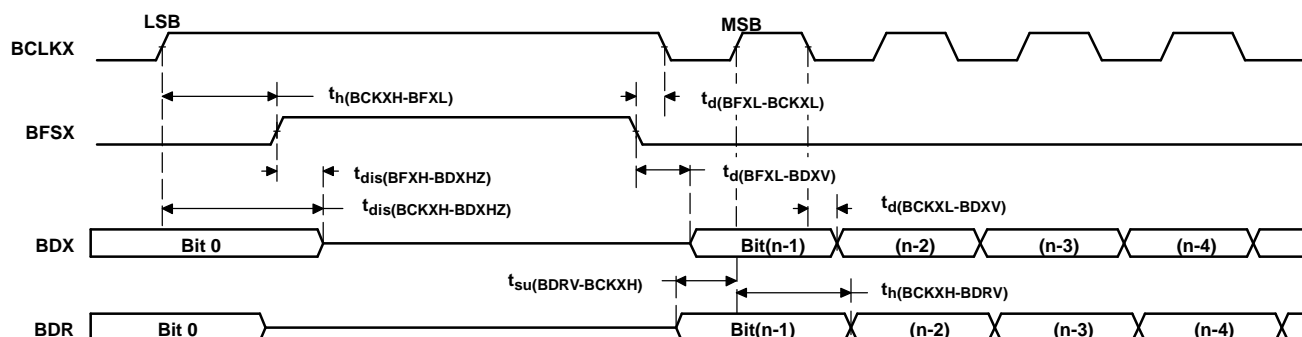 LSB MSB
BCLKX
th(BCKXH-BFXL) td(BFXL-BCKXL)
BFSX
tdis(BFXH-BDXHZ) td(BFXL-BDXV)
tdis(BCKXH-BDXHZ) td(BCKXL-BDXV)
BDX Bit 0 Bit(n-1) (n-2) (n-3) (n-4)
tsu(BDRV-BCKXH) th(BCKXH-BDRV)
BDR Bit 0 Bit(n-1) (n-2) (n-3) (n-4)